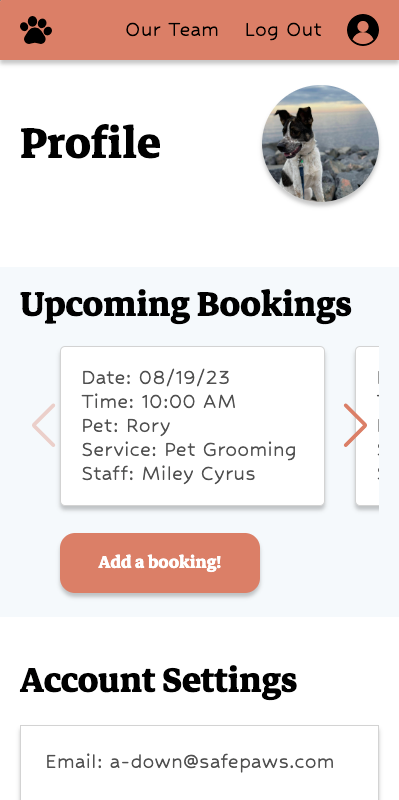 Our Team Log Out
Profile
Upcoming Bookings
Date: 08/19/23
Time: 10:00 AM
Pet: Rory
Service: Pet Grooming
Staff: Miley Cyrus
Add a booking!
Account Settings
Email: a-down@safepaws.com